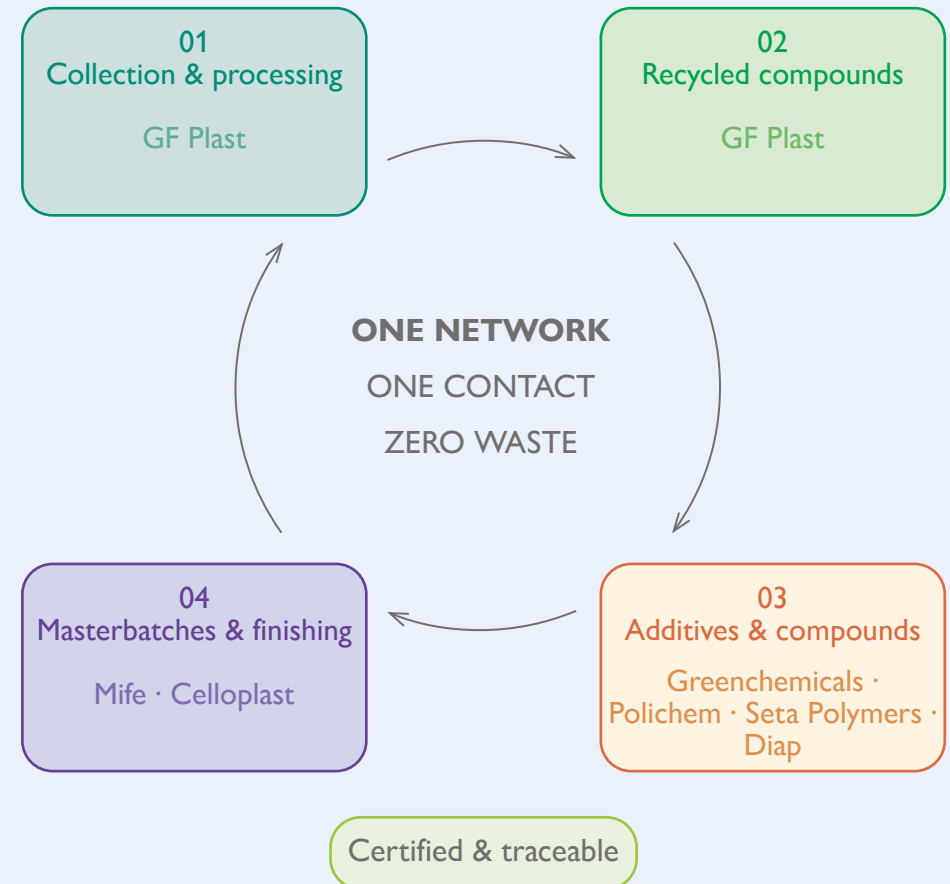 01
Collection & processing
GF Plast
02
Recycled compounds
GF Plast
ONE NETWORK
ONE CONTACT
ZERO WASTE
04
Masterbatches & finishing
Mife · Celloplast
03
Additives & compounds
Greenchemicals ·
Polichem · Seta Polymers ·
Diap
Certified & traceable